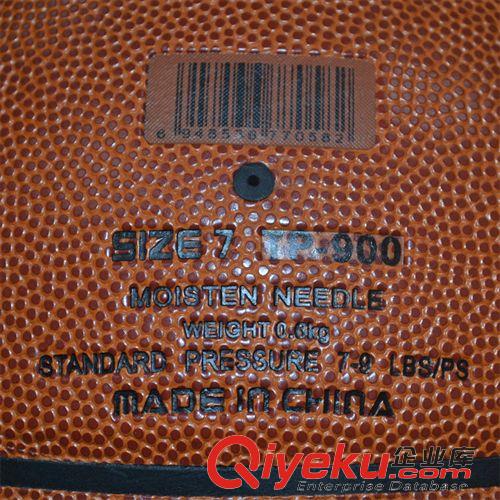 6 948550 770582
SIZE 7 TP-900
MOISTEN NEEDLE
WEIGHT 0.6kg
STANDARD PRESSURE 7-9 LBS/PS
MADE IN CHINA
Qiyeku.com 企业库
Enterprise Database